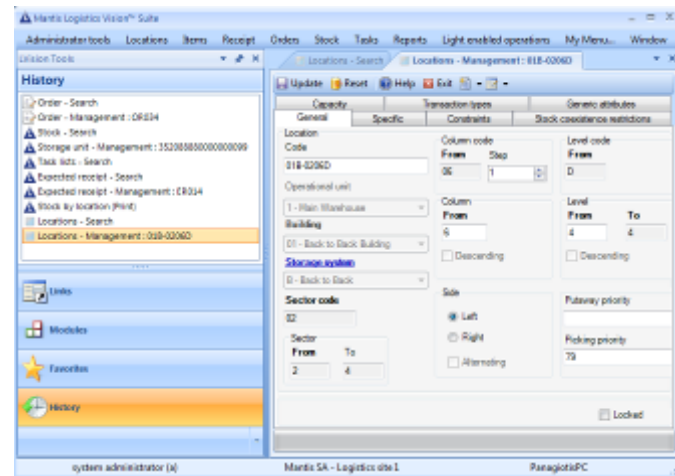 Mantis Logistics Vision™ Suite
Administrator tools Locations Items Receipt Orders Stock Tasks Reports Light enabled operations My Menu... Window
Vision Tools
Locations - Search Locations - Management : 01B-0206D
History
Update Reset Help Exit
Order - Search
Order - Management : OR034
Stock - Search
Storage unit - Management :
Task lists - Search
Expected receipt - Search
Expected receipt - Management : ER034
Stock by location (Print)
Locations - Search
Locations - Management : 01B-0206D
Links
Modules
Favorites
History
Capacity Transaction types Generic attributes
General Specific Constraints Stock coexistence restrictions
Location
Code
01B-0206D
Operational unit
1 - Main Warehouse
Building
01 - Back to Back Building
Storage system
B - Back to Back
Sector code
02
Sector
From To
2 4
Column code
From Step
06 1
Column
From
6
Descending
Side
Left
Right
Alternating
Level code
From
D
Level
From To
4 4
Descending
Putaway priority
Picking priority
73
Locked
system administrator (a) Mantis SA - Logistics site 1 PanagiotisPC